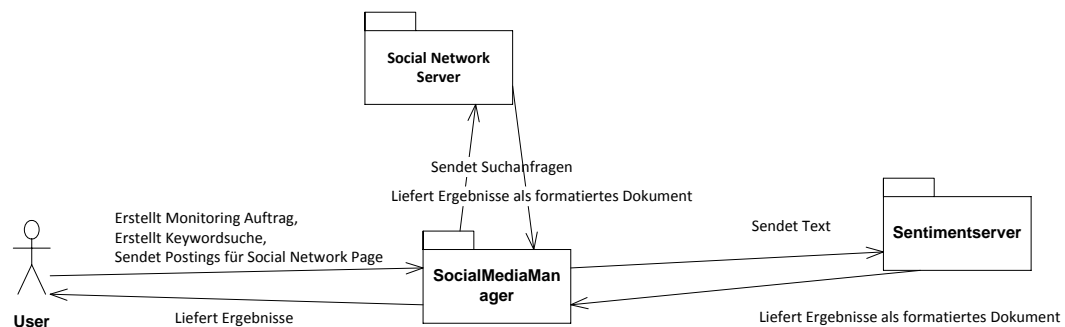 Social Network
Server
Sendet Suchanfragen
Liefert Ergebnisse als formatiertes Dokument
Erstellt Monitoring Auftrag,
Erstellt Keywordsuche,
Sendet Postings für Social Network Page
Sendet Text
Sentimentserver
SocialMediaMan
ager
User
Liefert Ergebnisse
Liefert Ergebnisse als formatiertes Dokument